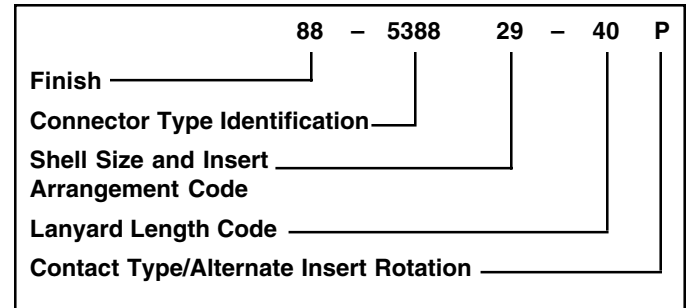 88 – 5388 29 – 40 P
Finish
Connector Type Identification
Shell Size and Insert
Arrangement Code
Lanyard Length Code
Contact Type/Alternate Insert Rotation